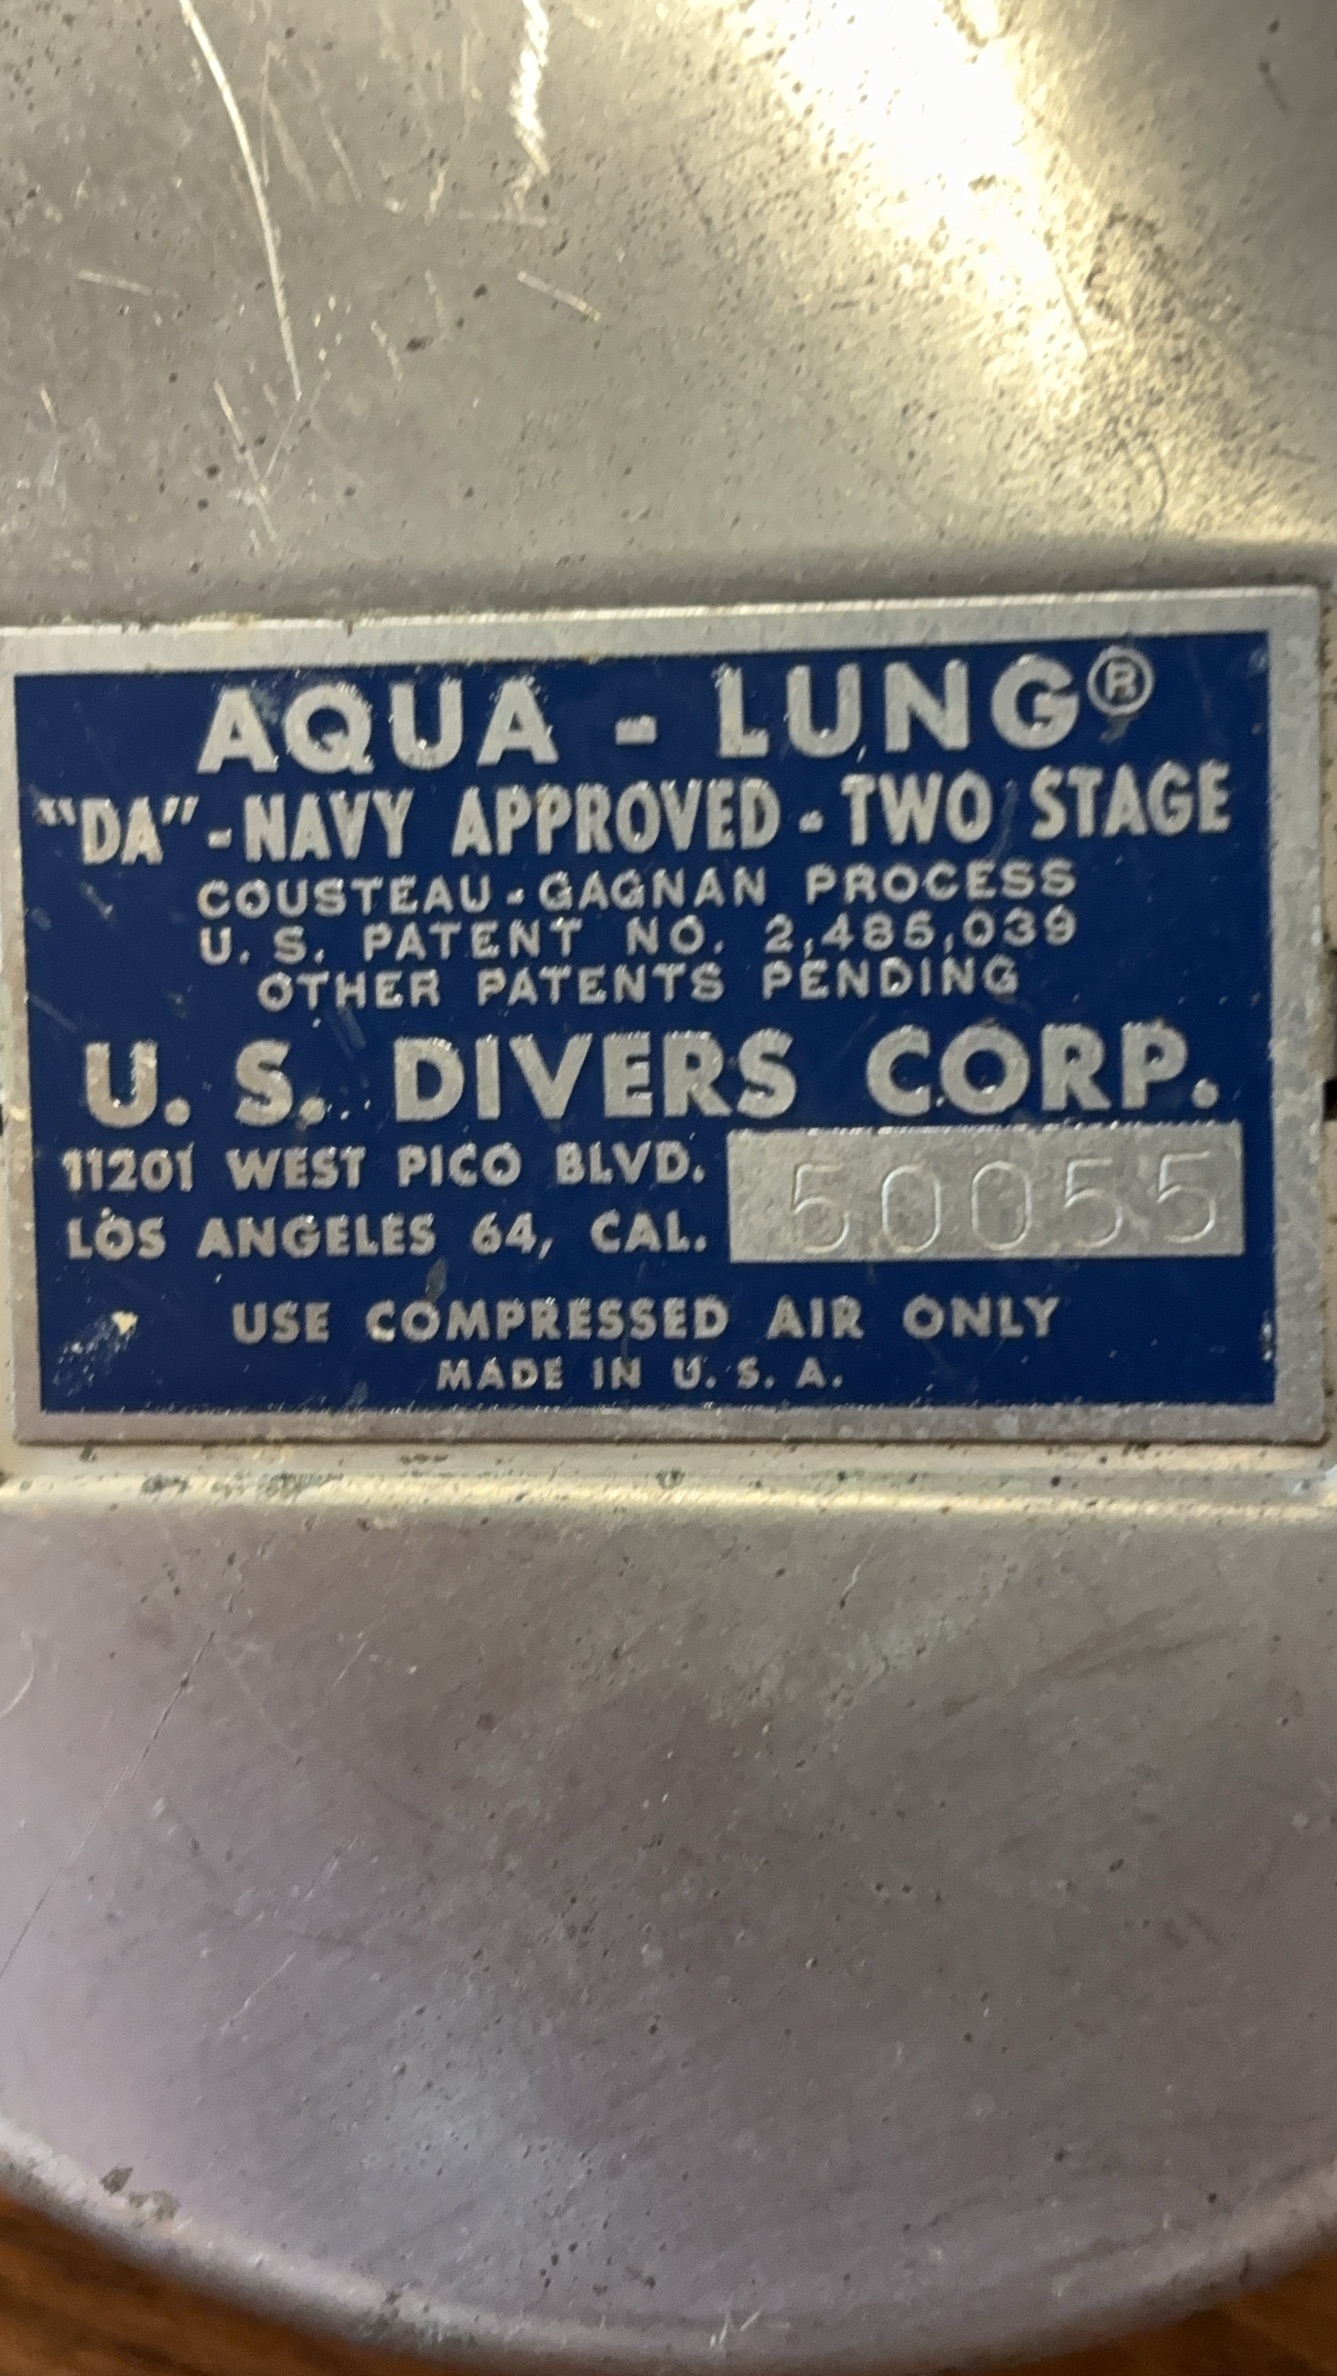 AQUA - LUNG®
"DA" - NAVY APPROVED - TWO STAGE
COUSTEAU - GAGNAN PROCESS
U. S. PATENT NO. 2,485,039
OTHER PATENTS PENDING
U. S. DIVERS CORP.
11201 WEST PICO BLVD.
LOS ANGELES 64, CAL.
50055
USE COMPRESSED AIR ONLY
MADE IN U. S. A.